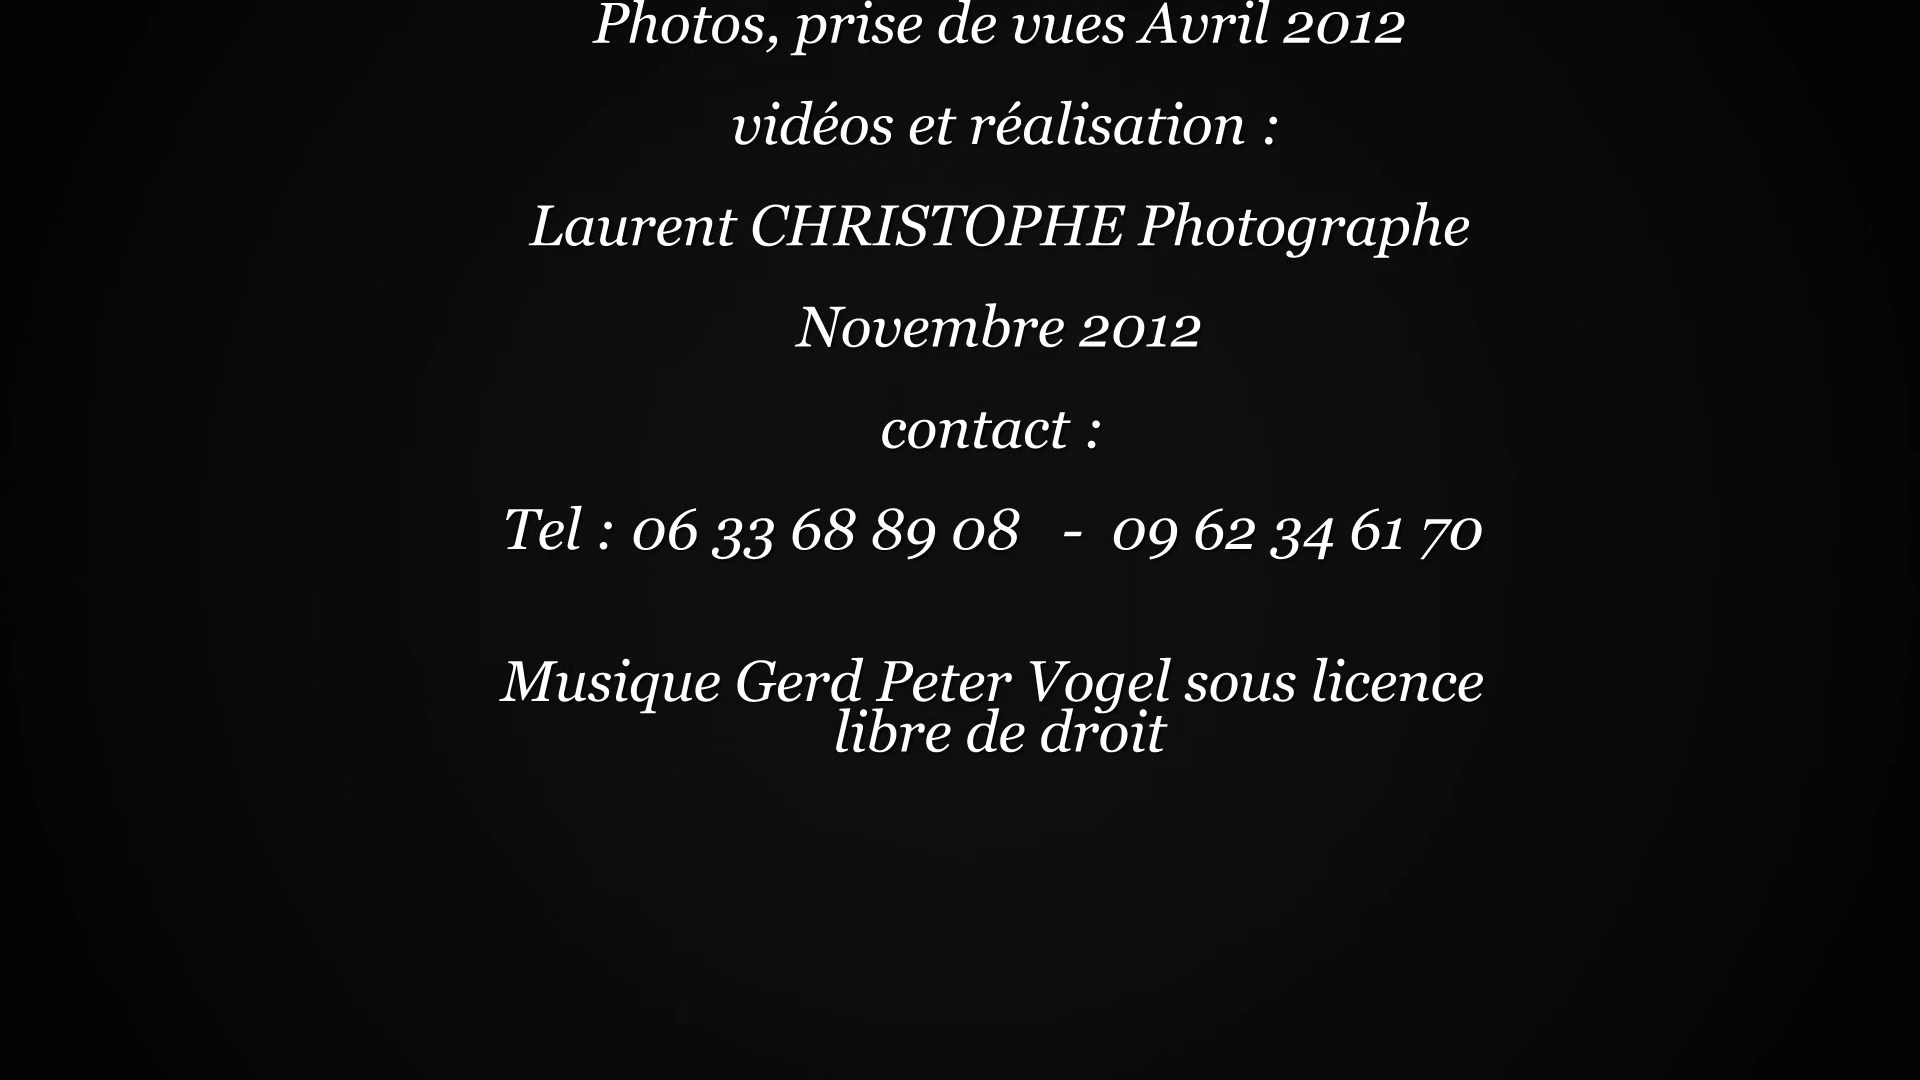 Photos, prise de vues Avril 2012
vidéos et réalisation :
Laurent CHRISTOPHE Photographe
Novembre 2012
contact :
Tel : 06 33 68 89 08   -  09 62 34 61 70
Musique Gerd Peter Vogel sous licence
libre de droit